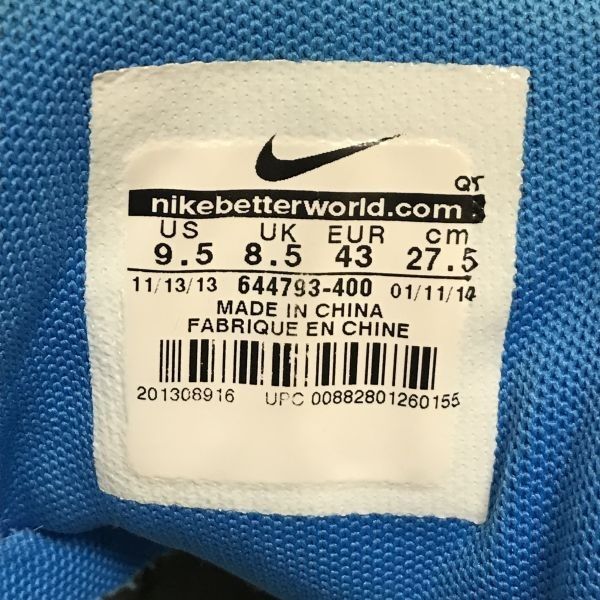 QT
nikebetterworld.com
US UK EUR cm
9.5 8.5 43 27.5
11/13/13 644793-400 01/11/14
MADE IN CHINA
FABRIQUE EN CHINE
201308916 UPC 00882801260155